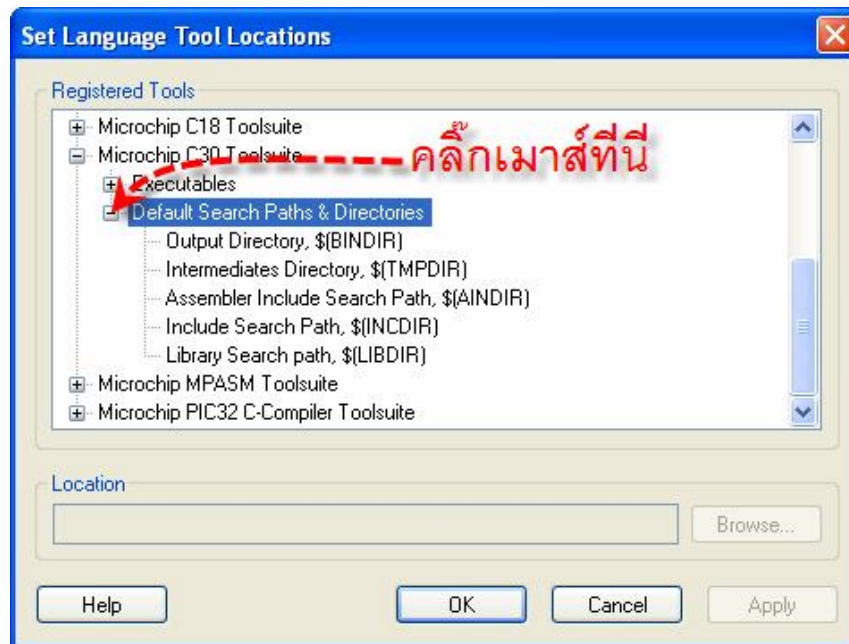 Set Language Tool Locations
Registered Tools
Microchip C18 Toolsuite
Microchip C30 Toolsuite
คลิ๊กเมาส์ที่นี่
Executables
Default Search Paths & Directories
Output Directory, $(BINDIR)
Intermediates Directory, $(TMPDIR)
Assembler Include Search Path, $(AINDIR)
Include Search Path, $(INCDIR)
Library Search path, $(LIBDIR)
Microchip MPASM Toolsuite
Microchip PIC32 C-Compiler Toolsuite
Location
Browse...
Help
OK
Cancel
Apply